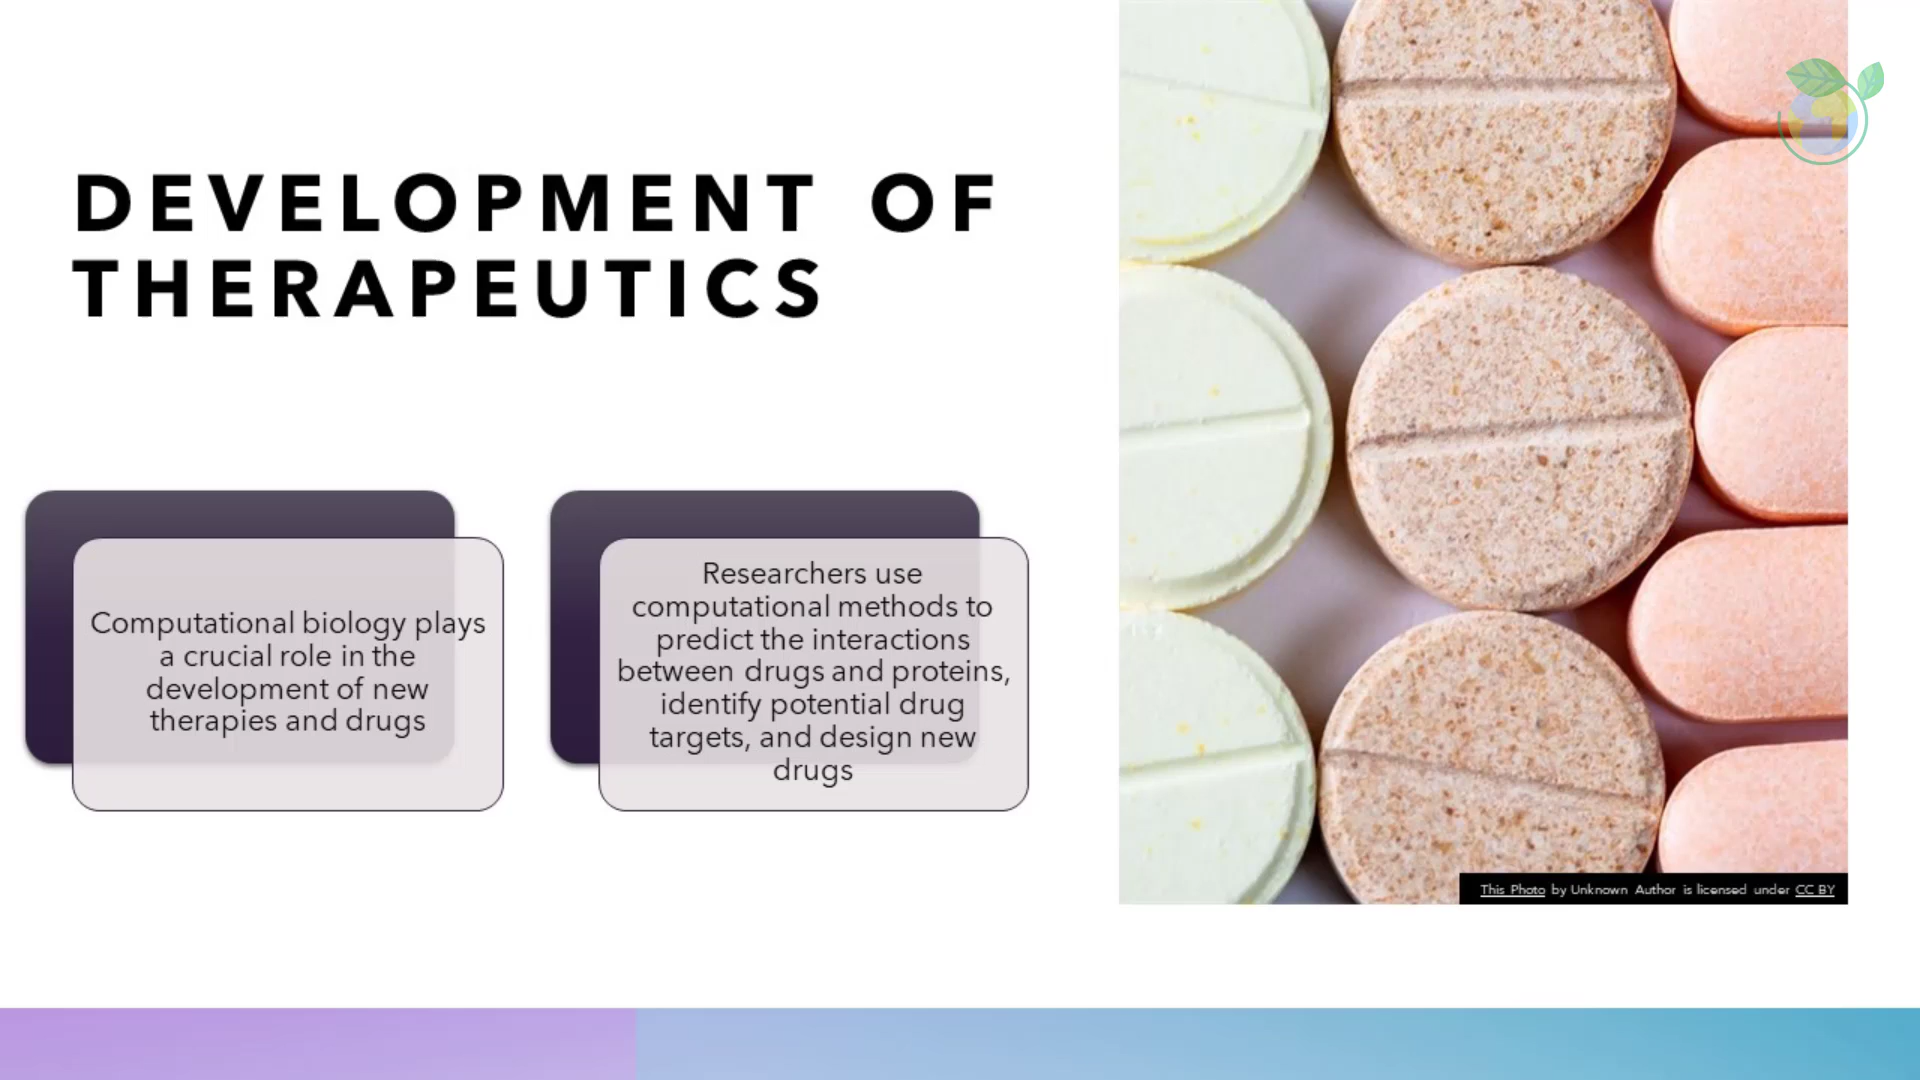 DEVELOPMENT OF
THERAPEUTICS
Computational biology plays
a crucial role in the
development of new
therapies and drugs
Researchers use
computational methods to
predict the interactions
between drugs and proteins,
identify potential drug
targets, and design new
drugs
This Photo by Unknown Author is licensed under CC BY